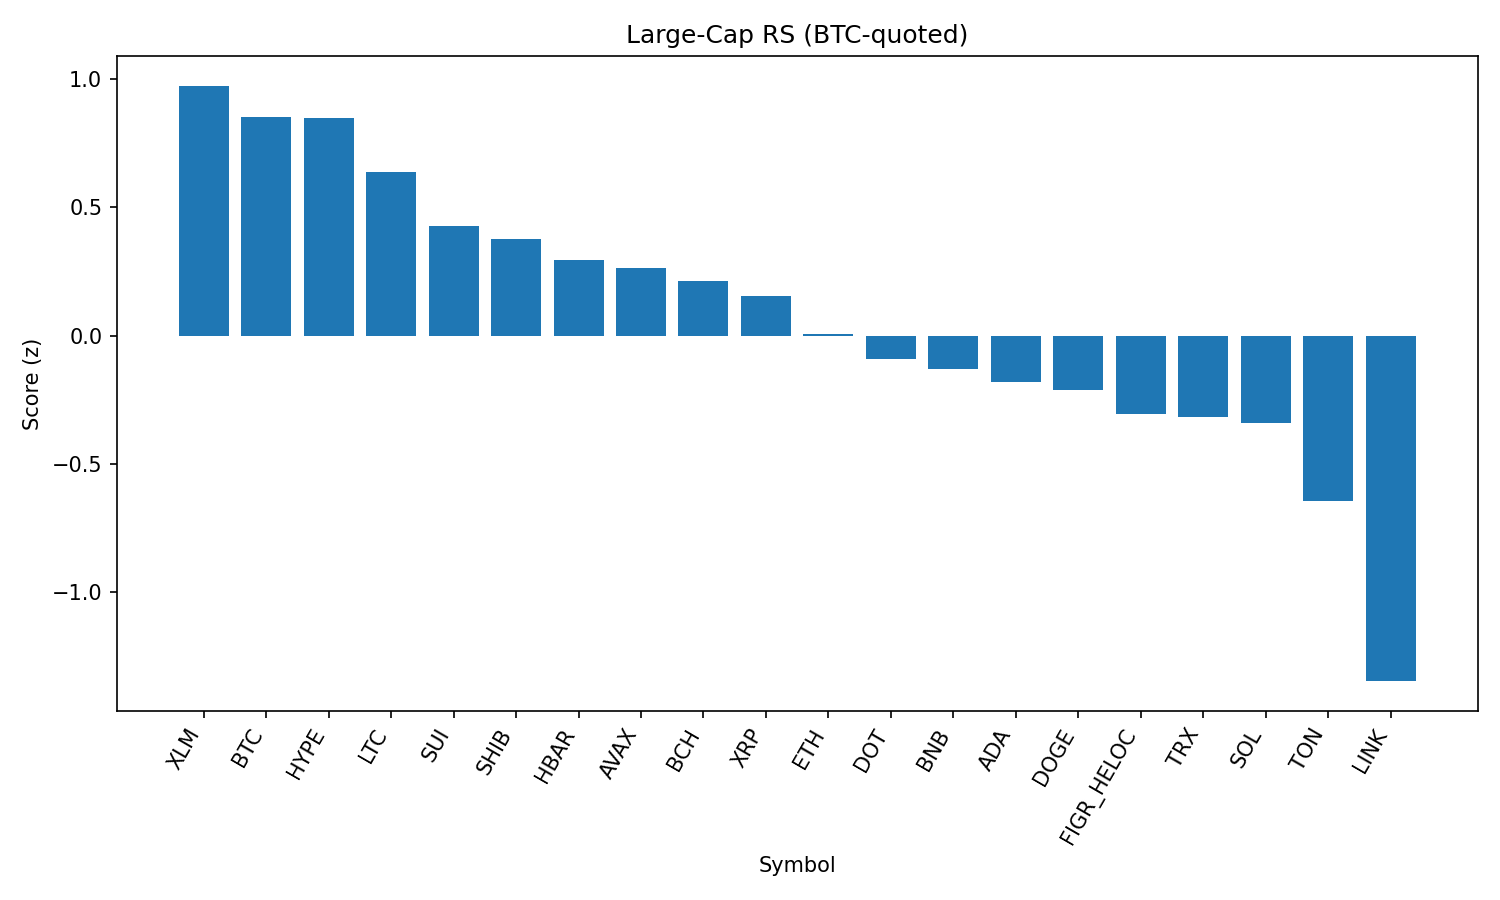 Large-Cap RS (BTC-quoted)
Score (z)
1.0
0.5
0.0
−0.5
−1.0
XLM
BTC
HYPE
LTC
SUI
SHIB
HBAR
AVAX
BCH
XRP
ETH
DOT
BNB
ADA
DOGE
FIGR_HELOC
TRX
SOL
TON
LINK
Symbol